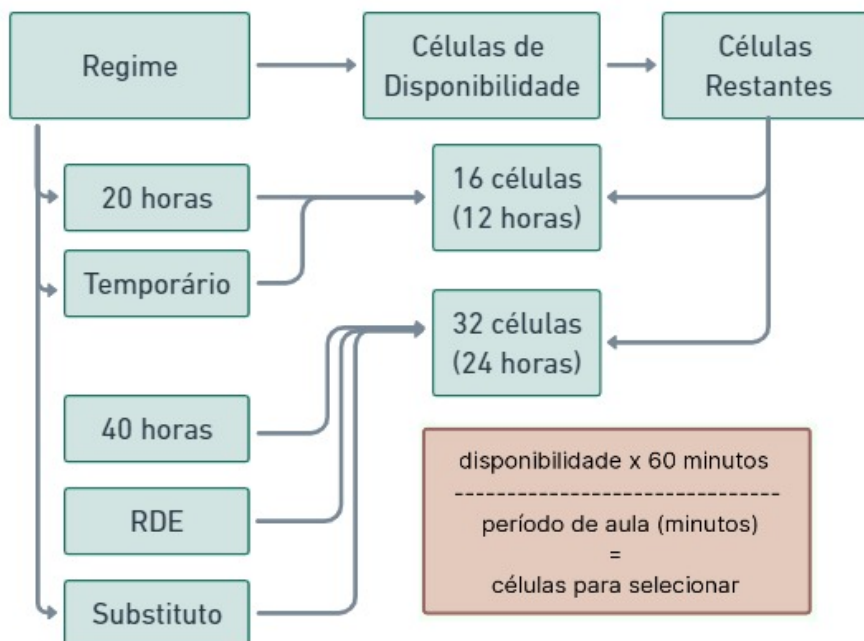 Regime
Células de
Disponibilidade
Células
Restantes
20 horas
Temporário
16 células
(12 horas)
32 células
(24 horas)
40 horas
RDE
Substituto
disponibilidade x 60 minutos
-------------------------------
período de aula (minutos)
=
células para selecionar